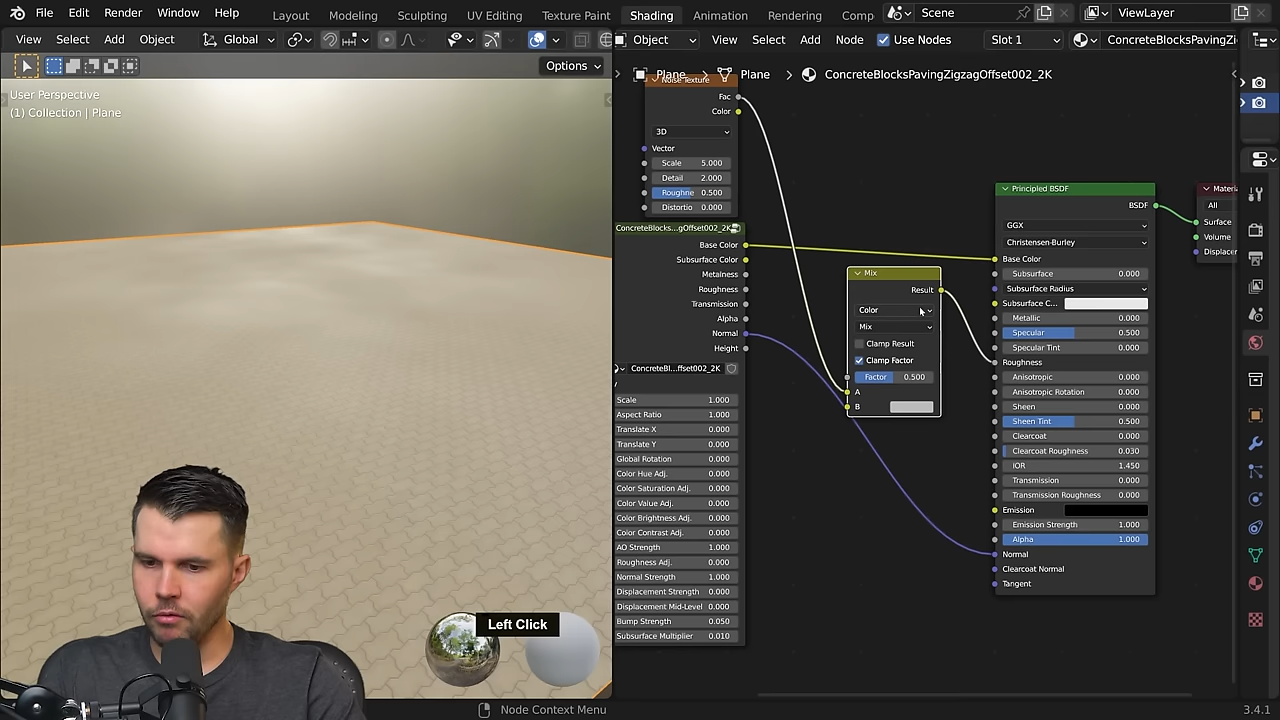 File Edit Render Window Help Layout Modeling Sculpting UV Editing Texture Paint Shading Animation Rendering Comp Scene ViewLayer
View Select Add Object Global Object View Select Add Node Use Nodes Slot 1 ConcreteBlocksPavingZi
Options
Plane Plane ConcreteBlocksPavingZigzagOffset002_2K
User Perspective
(1) Collection | Plane
Noise Texture
Fac
Color
3D
Vector
Scale 5.000
Detail 2.000
Roughne 0.500
Distortio 0.000
ConcreteBlocks...gOffset002_2K
Base Color
Subsurface Color
Metalness
Roughness
Transmission
Alpha
Normal
Height
ConcreteBl...ffset002_2K
Scale 1.000
Aspect Ratio 1.000
Translate X 0.000
Translate Y 0.000
Global Rotation 0.000
Color Hue Adj. 0.000
Color Saturation Adj. 0.000
Color Value Adj. 0.000
Color Brightness Adj. 0.000
Color Contrast Adj. 0.000
AO Strength 1.000
Roughness Adj. 0.000
Normal Strength 1.000
Displacement Strength 0.000
Displacement Mid-Level 0.000
Bump Strength 0.050
Subsurface Multiplier 0.010
Mix
Result
Color
Mix
Clamp Result
Clamp Factor
Factor 0.500
A
B
Principled BSDF
BSDF
GGX
Christensen-Burley
Base Color
Subsurface 0.000
Subsurface Radius
Subsurface C...
Metallic 0.000
Specular 0.500
Specular Tint 0.000
Roughness
Anisotropic 0.000
Anisotropic Rotation 0.000
Sheen 0.000
Sheen Tint 0.500
Clearcoat 0.000
Clearcoat Roughness 0.030
IOR 1.450
Transmission 0.000
Transmission Roughness 0.000
Emission
Emission Strength 1.000
Alpha 1.000
Normal
Clearcoat Normal
Tangent
Materi
All
Surface
Volume
Displacer
Left Click
Node Context Menu
3.4.1